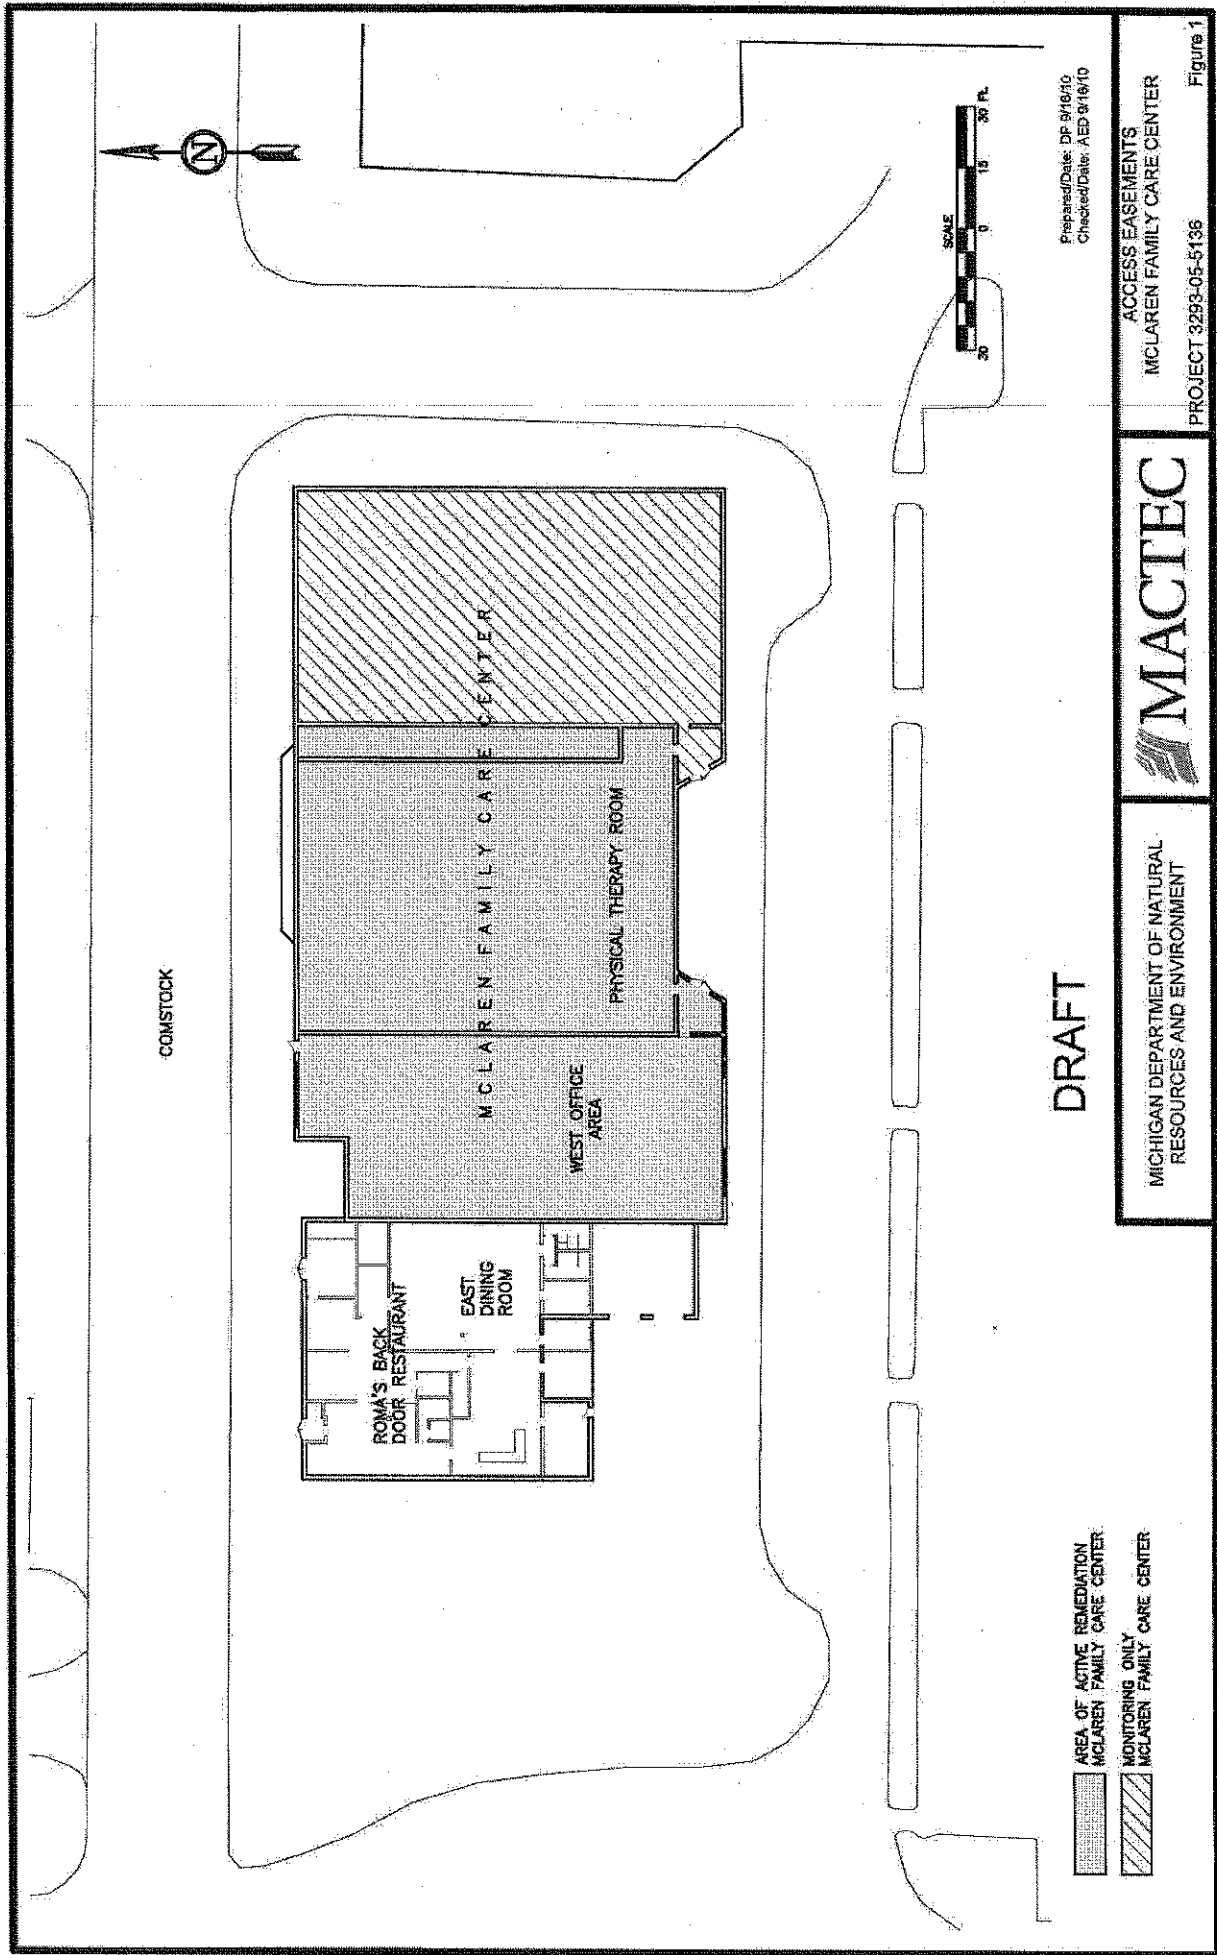 COMSTOCK
N
ROMA'S BACK
DOOR RESTAURANT
EAST
DINING
ROOM
WEST OFFICE
AREA
MCLAREN FAMILY CARE CENTER
PHYSICAL THERAPY ROOM
SCALE
30 0 15 30 Ft.
Prepared/Date: DP 9/16/10
Checked/Date: AED 9/16/10
DRAFT
AREA OF ACTIVE REMEDIATION
MCLAREN FAMILY CARE CENTER
MONITORING ONLY
MCLAREN FAMILY CARE CENTER
MICHIGAN DEPARTMENT OF NATURAL
RESOURCES AND ENVIRONMENT
MACTEC
ACCESS EASEMENTS
MCLAREN FAMILY CARE CENTER
PROJECT 3293-05-5136 Figure 1